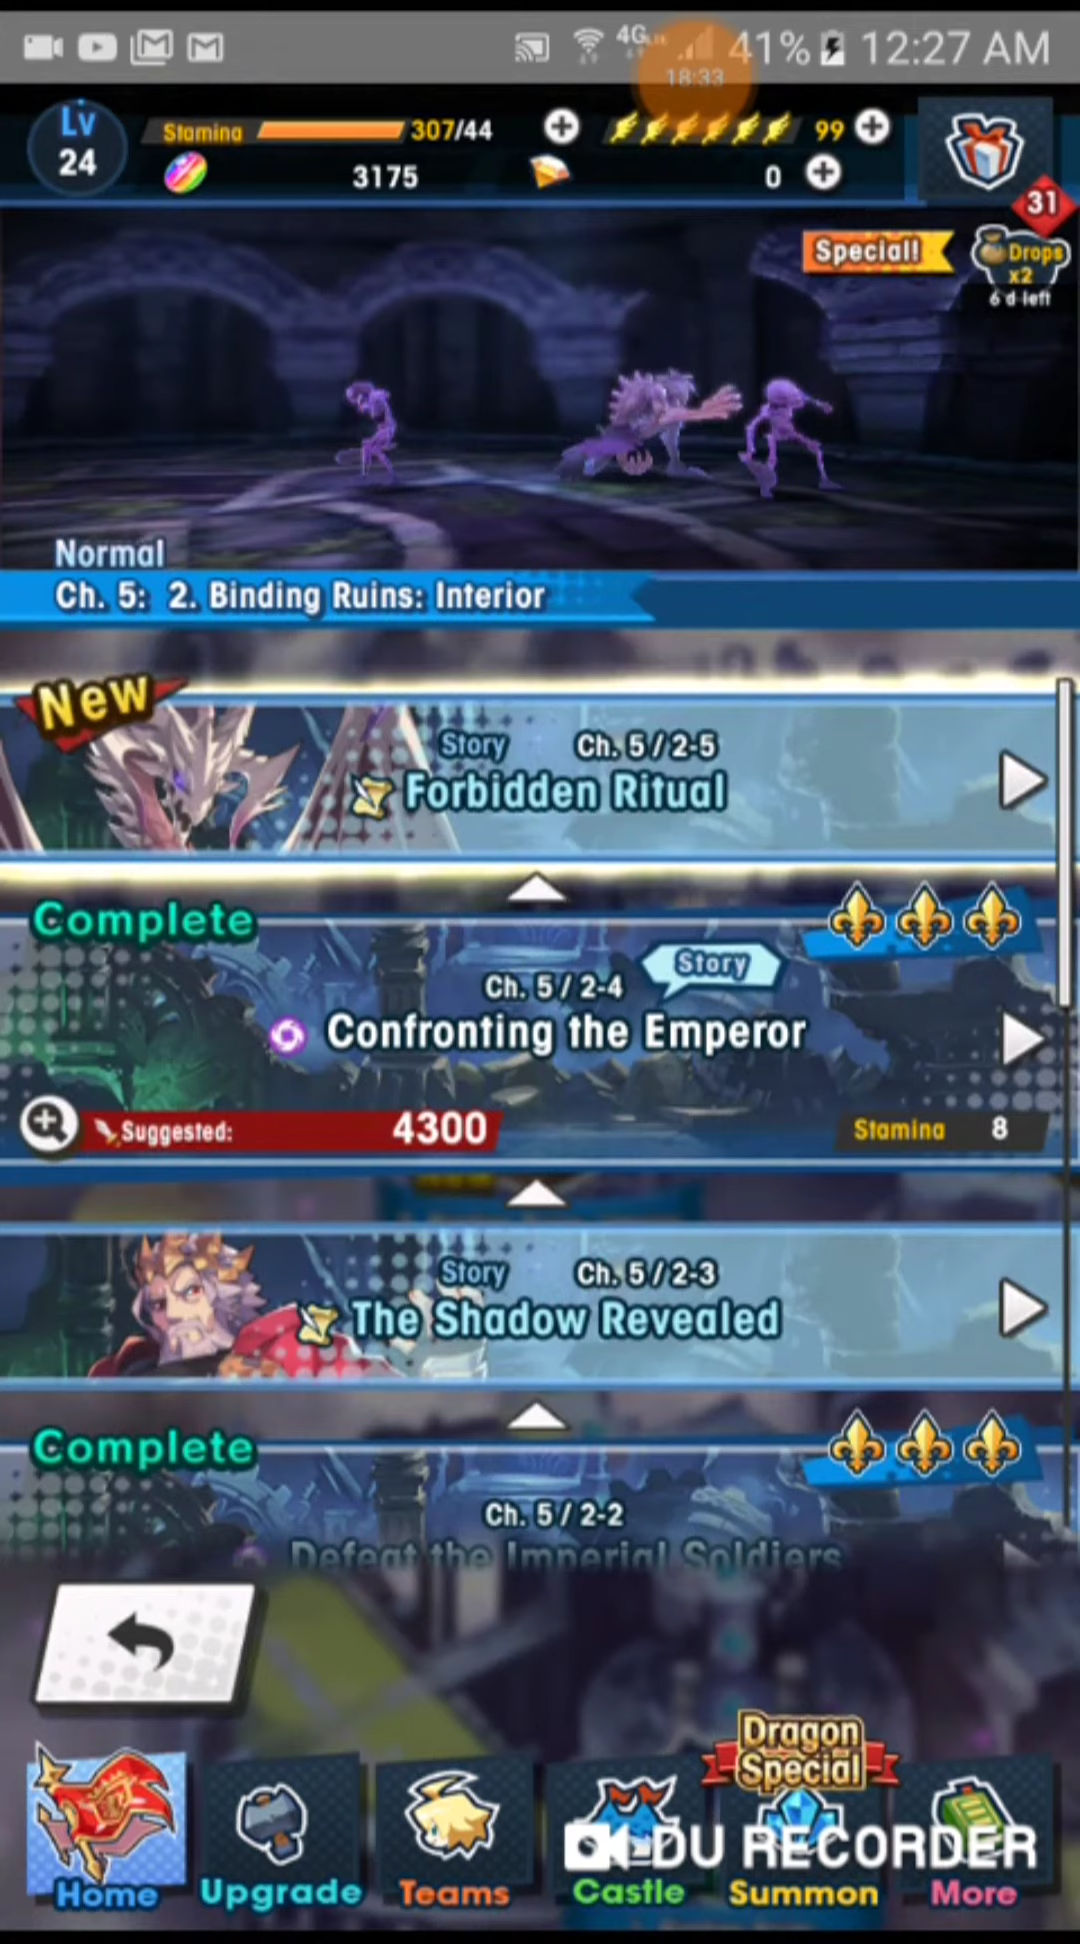 4G 41% 12:27 AM
18:33
Lv
24
Stamina 307/44
99
3175
0
31
Special!
Drops
x2
6 d left
Normal
Ch. 5: 2. Binding Ruins: Interior
New
Story Ch. 5 / 2-5
Forbidden Ritual
Complete
Story
Ch. 5 / 2-4
Confronting the Emperor
Suggested: 4300
Stamina 8
Story Ch. 5 / 2-3
The Shadow Revealed
Complete
Ch. 5 / 2-2
Defeat the Imperial Soldiers
Dragon
Special
DU RECORDER
Home Upgrade Teams Castle Summon More